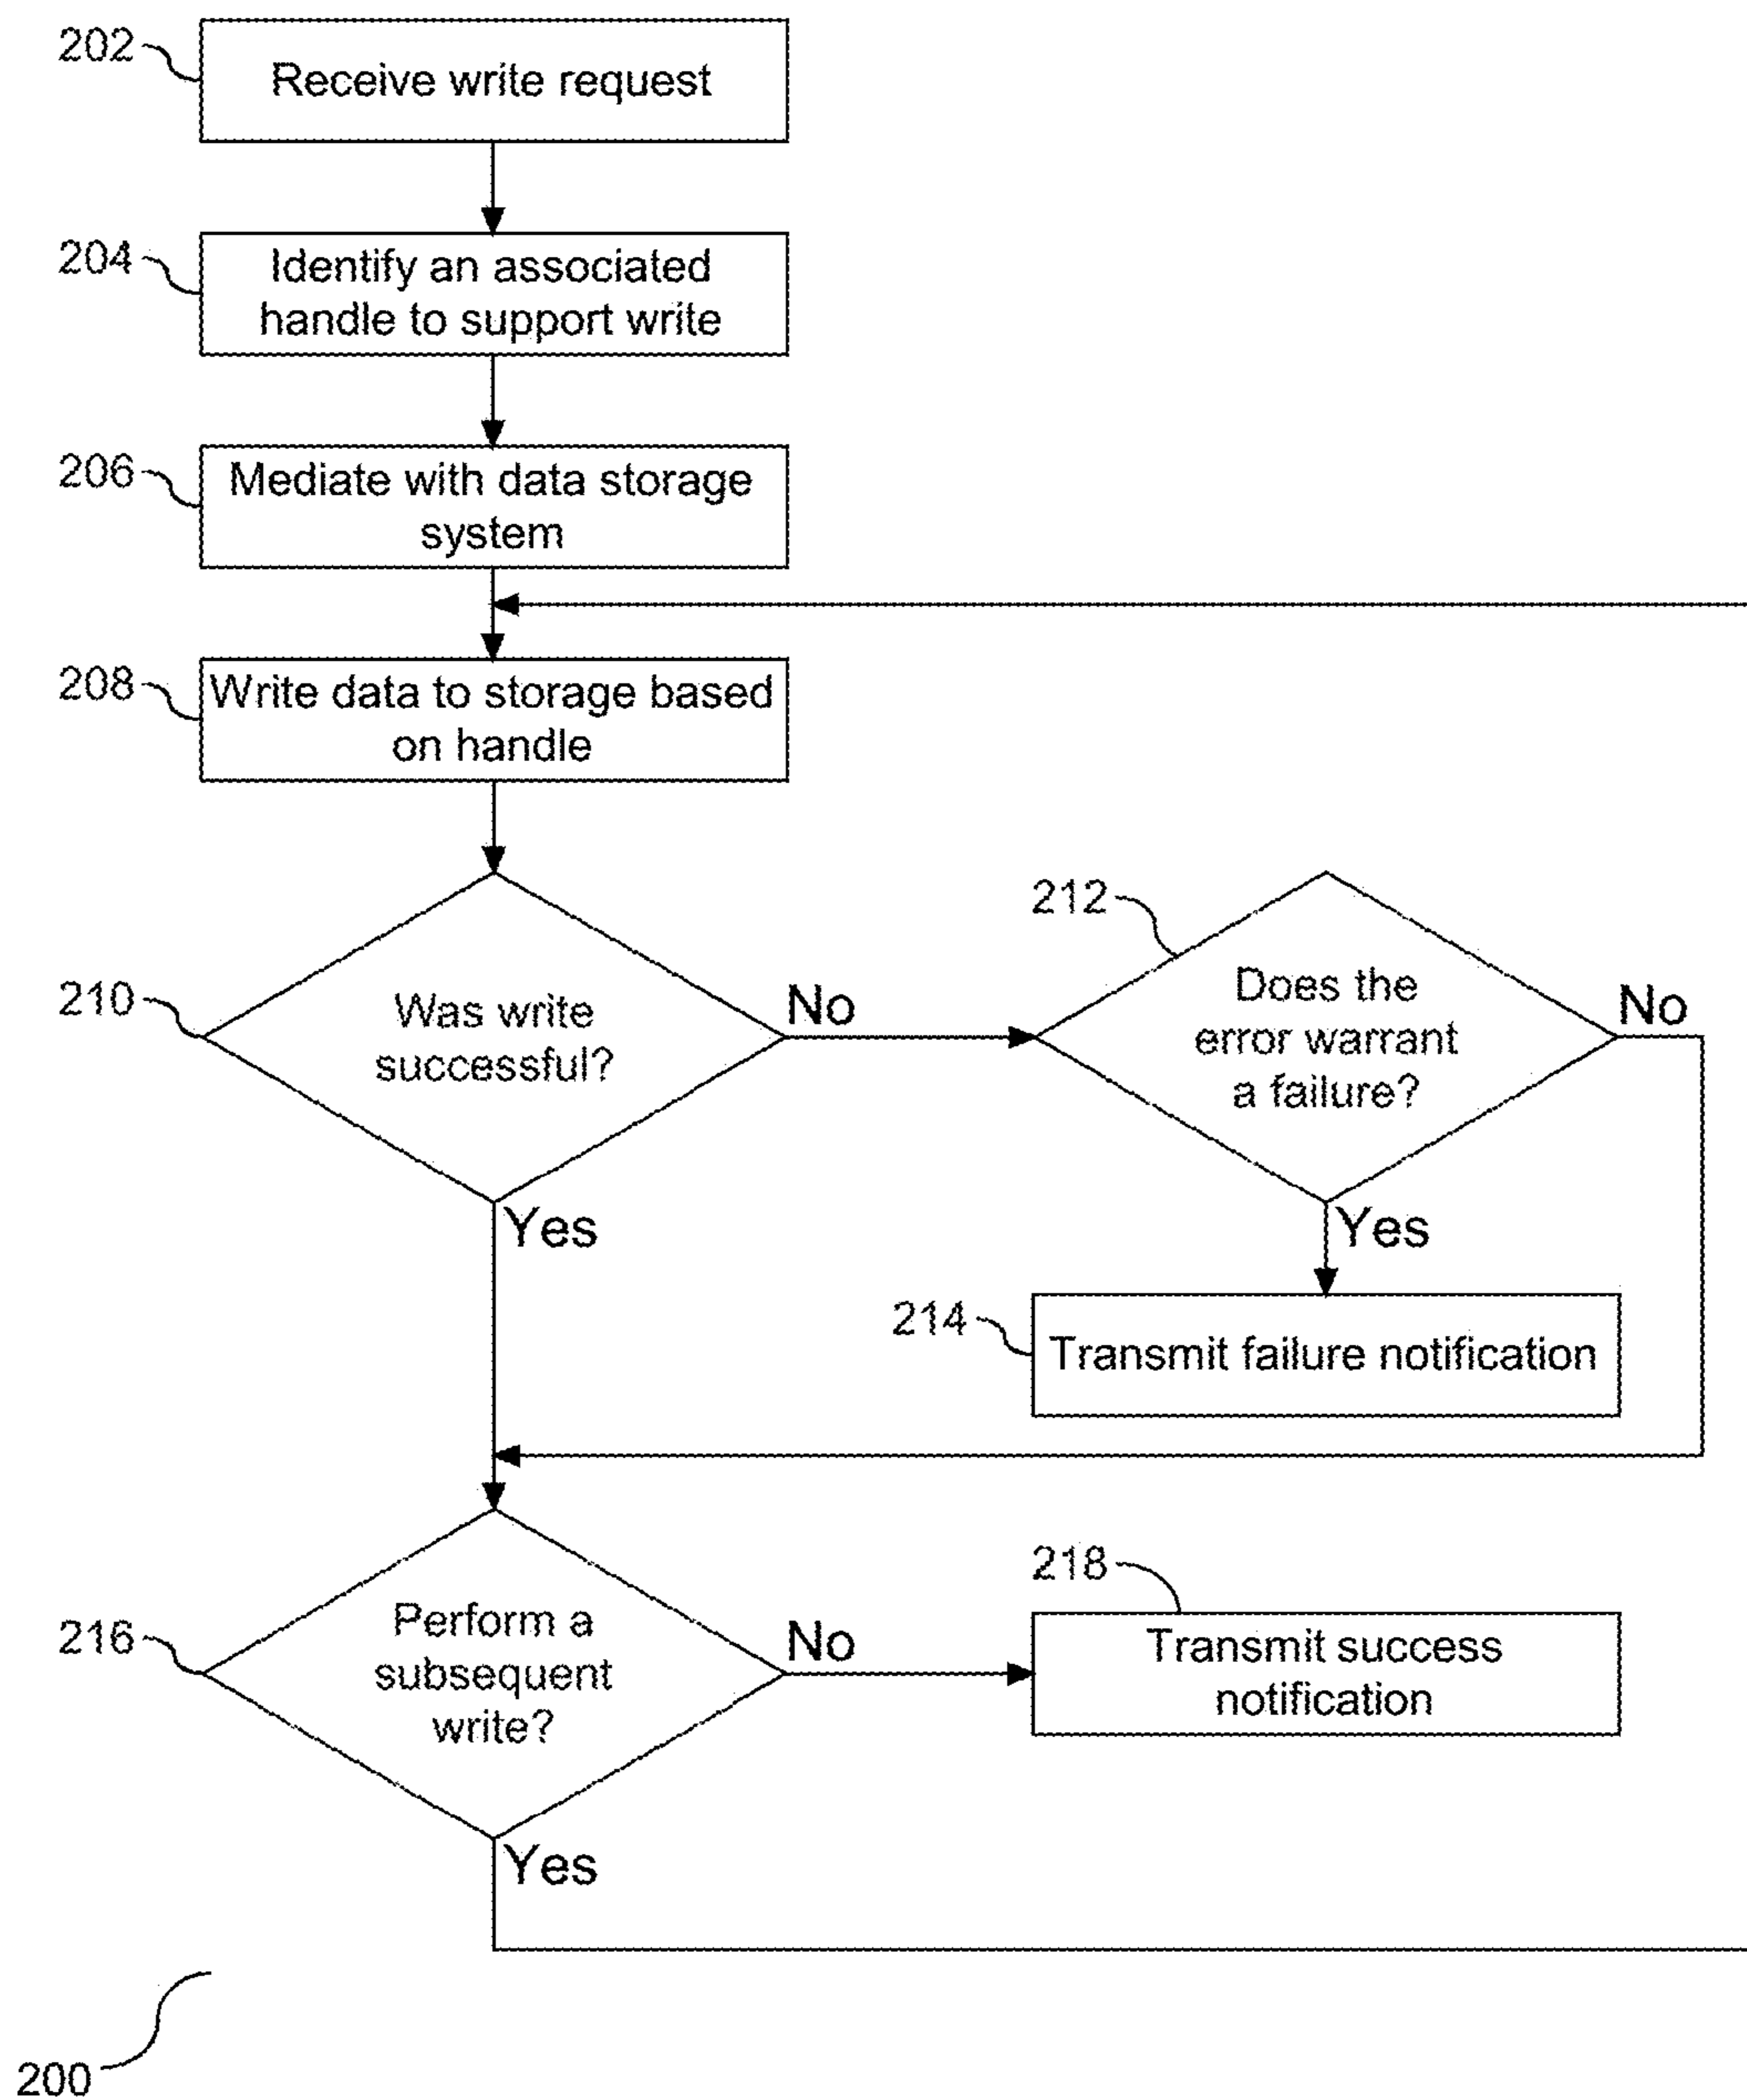 202
Receive write request
204
Identify an associated
handle to support write
206
Mediate with data storage
system
208
Write data to storage based
on handle
210
Was write
successful?
No
212
Does the
error warrant
a failure?
No
Yes
Yes
214
Transmit failure notification
216
Perform a
subsequent
write?
No
218
Transmit success
notification
Yes
200